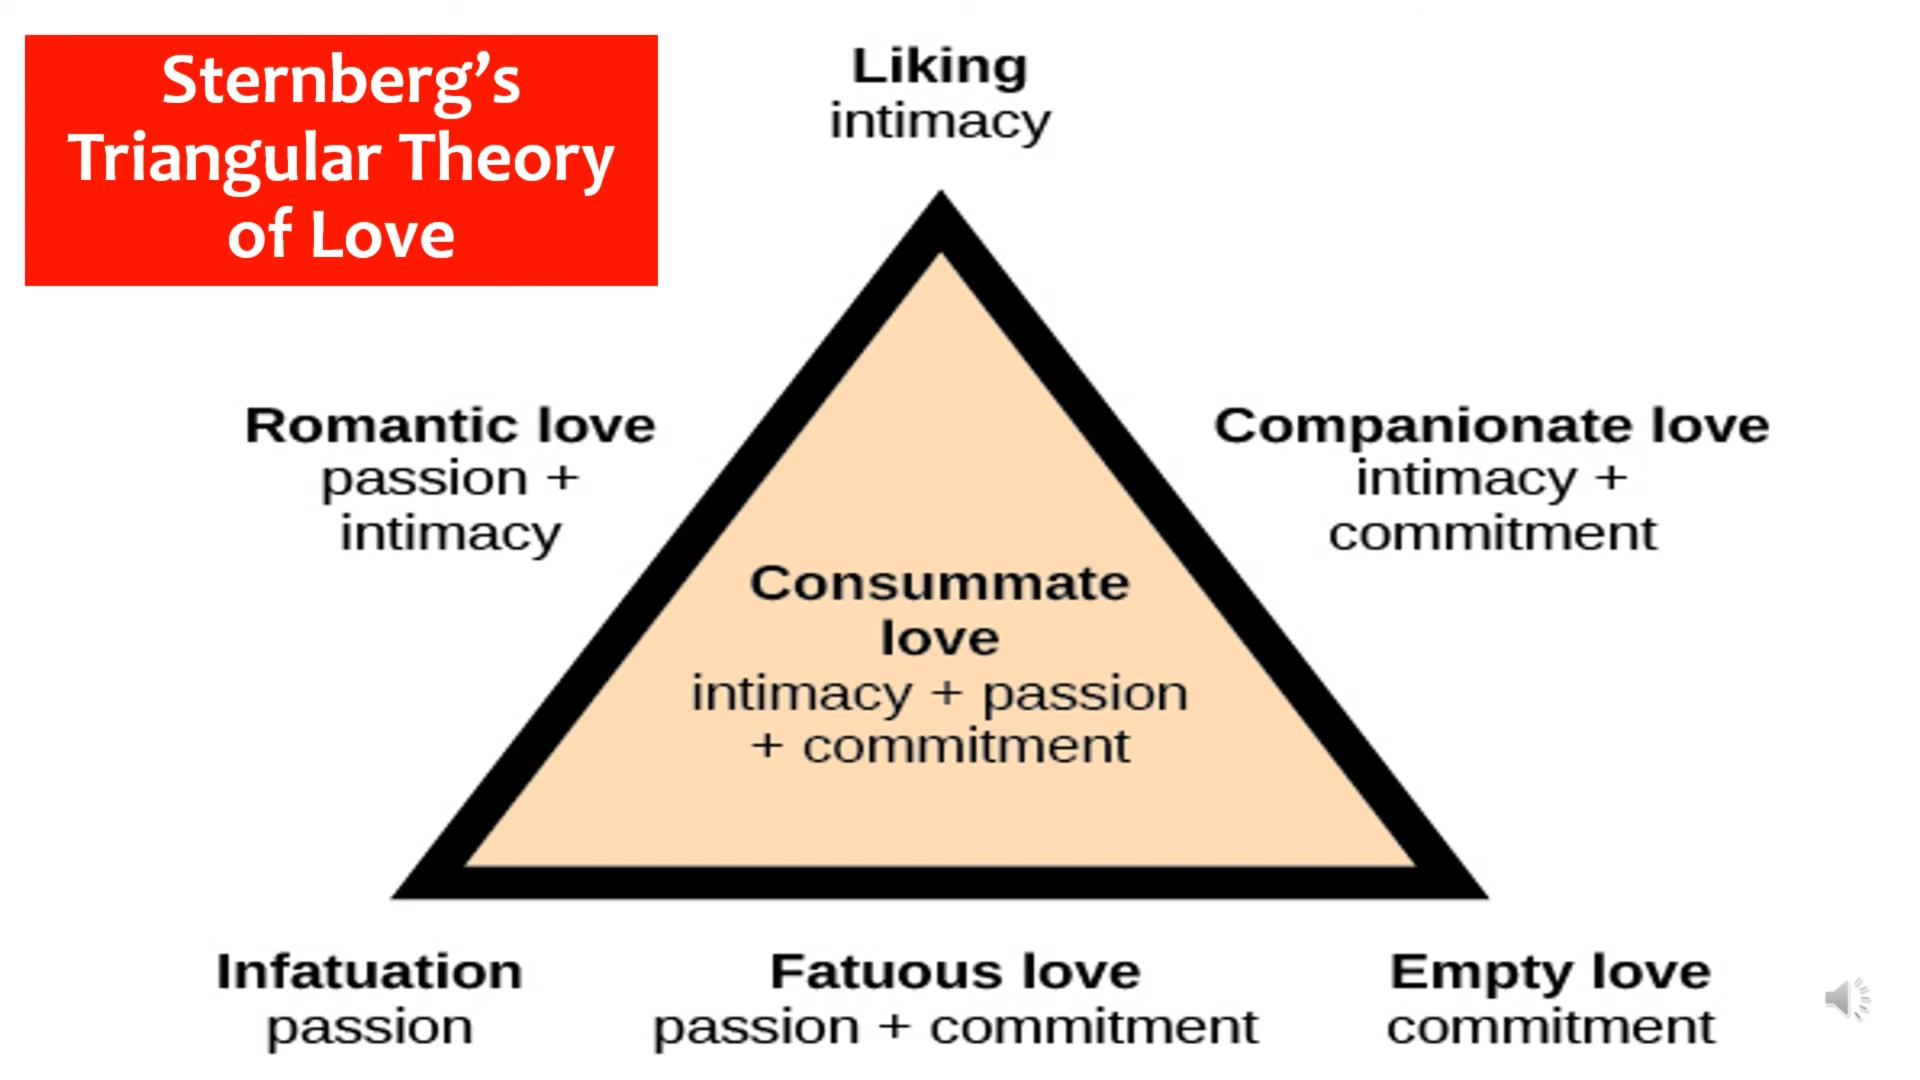 Sternberg’s
Triangular Theory
of Love
Liking
intimacy
Romantic love
passion +
intimacy
Companionate love
intimacy +
commitment
Consummate
love
intimacy + passion
+ commitment
Infatuation
passion
Fatuous love
passion + commitment
Empty love
commitment